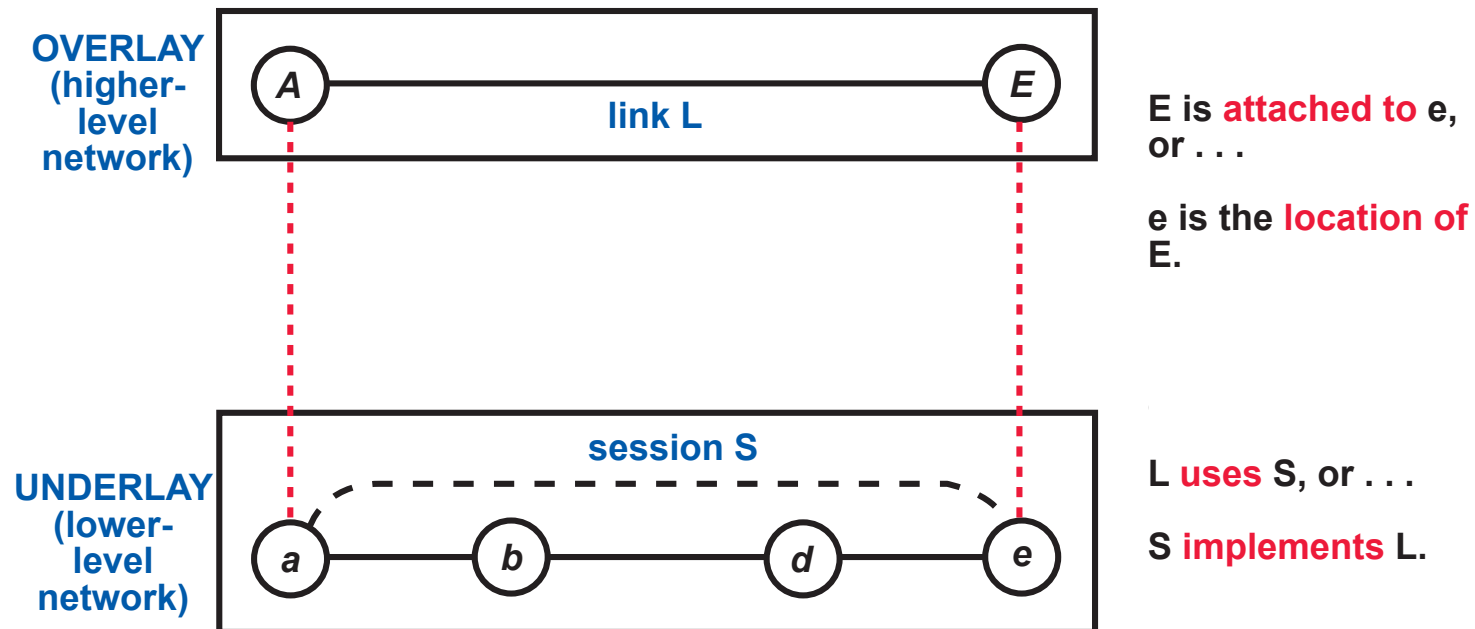 OVERLAY
(higher-
level
network)
A
E
link L
E is attached to e,
or . . .
e is the location of
E.
session S
UNDERLAY
(lower-
level
network)
a
b
d
e
L uses S, or . . .
S implements L.